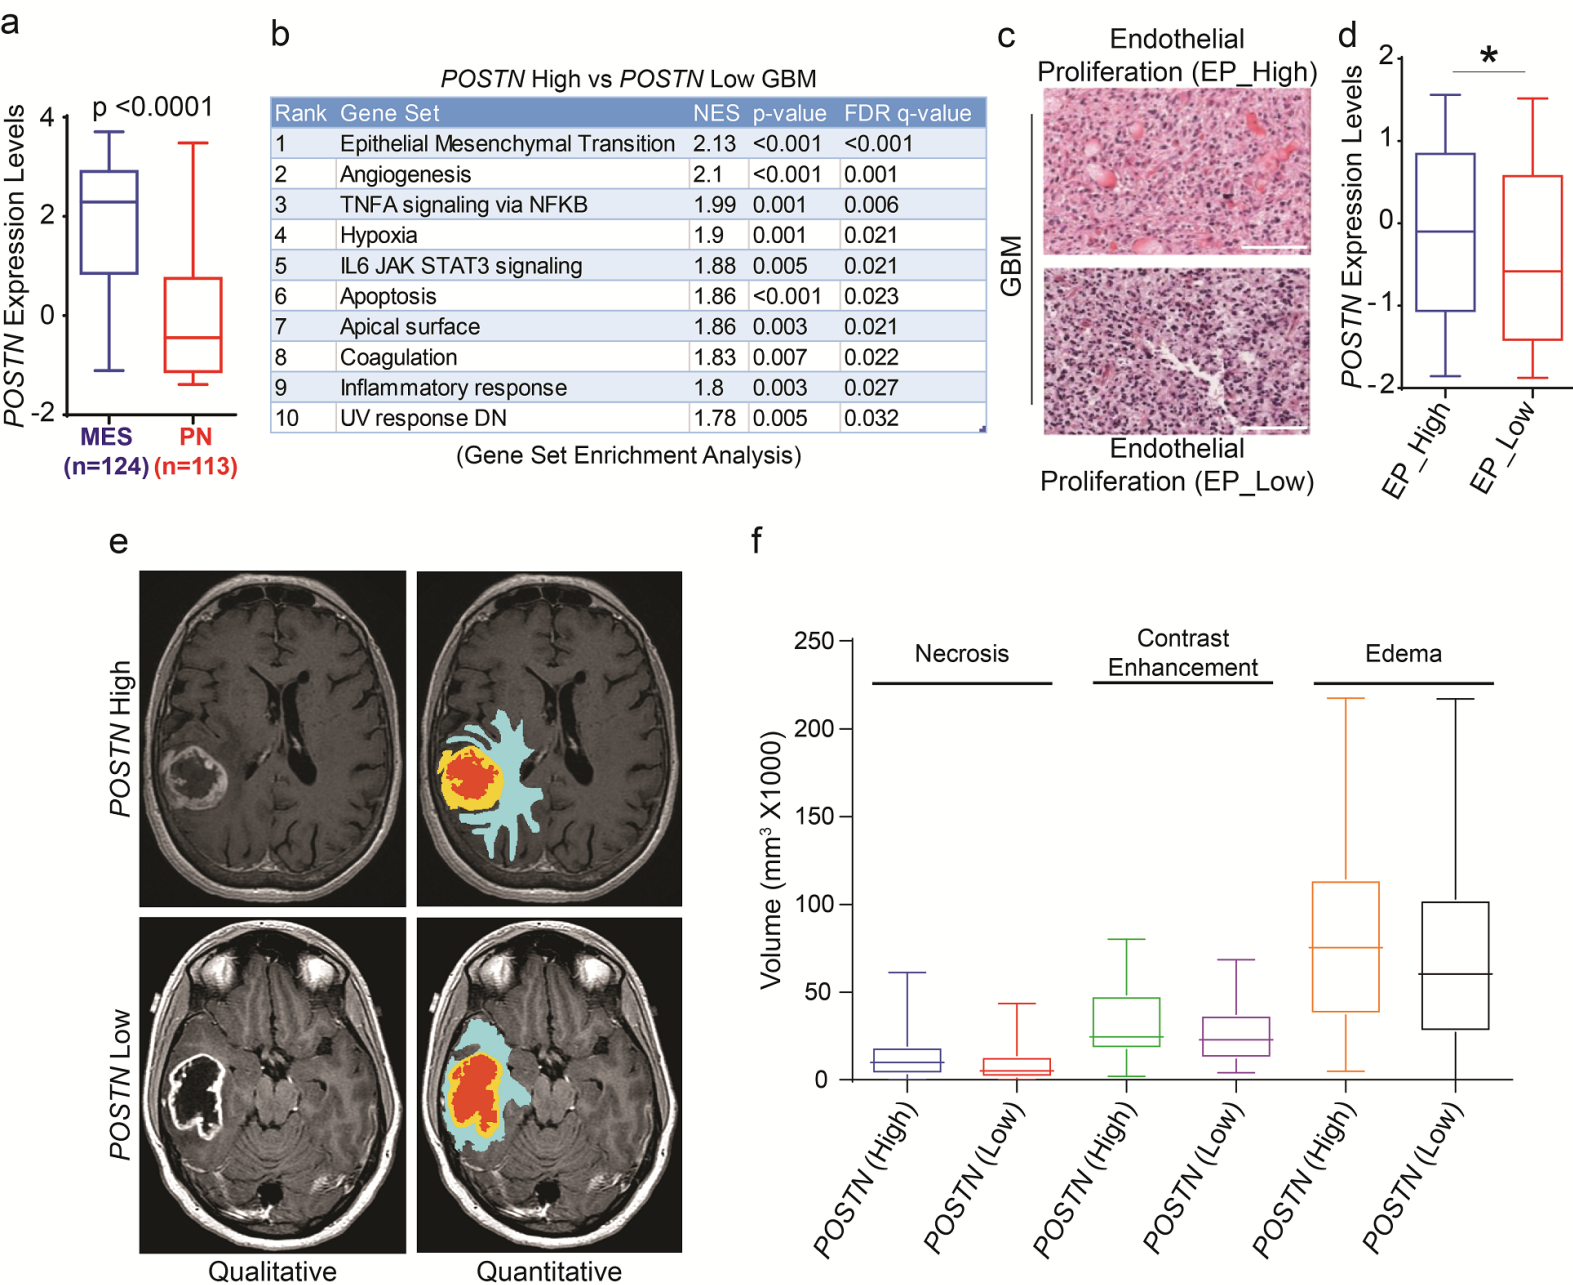 a
p <0.0001
POSTN Expression Levels
4
2
0
-2
MES
(n=124)
PN
(n=113)
b
POSTN High vs POSTN Low GBM
Rank Gene Set NES p-value FDR q-value
1 Epithelial Mesenchymal Transition 2.13 <0.001 <0.001
2 Angiogenesis 2.1 <0.001 0.001
3 TNFA signaling via NFKB 1.99 0.001 0.006
4 Hypoxia 1.9 0.001 0.021
5 IL6 JAK STAT3 signaling 1.88 0.005 0.021
6 Apoptosis 1.86 <0.001 0.023
7 Apical surface 1.86 0.003 0.021
8 Coagulation 1.83 0.007 0.022
9 Inflammatory response 1.8 0.003 0.027
10 UV response DN 1.78 0.005 0.032
(Gene Set Enrichment Analysis)
c
Endothelial
Proliferation (EP_High)
GBM
Endothelial
Proliferation (EP_Low)
d
*
POSTN Expression Levels
2
1
0
-1
-2
EP_High
EP_Low
e
POSTN High
POSTN Low
Qualitative
Quantitative
f
Necrosis
Contrast
Enhancement
Edema
Volume (mm³ X1000)
250
200
150
100
50
0
POSTN (High)
POSTN (Low)
POSTN (High)
POSTN (Low)
POSTN (High)
POSTN (Low)